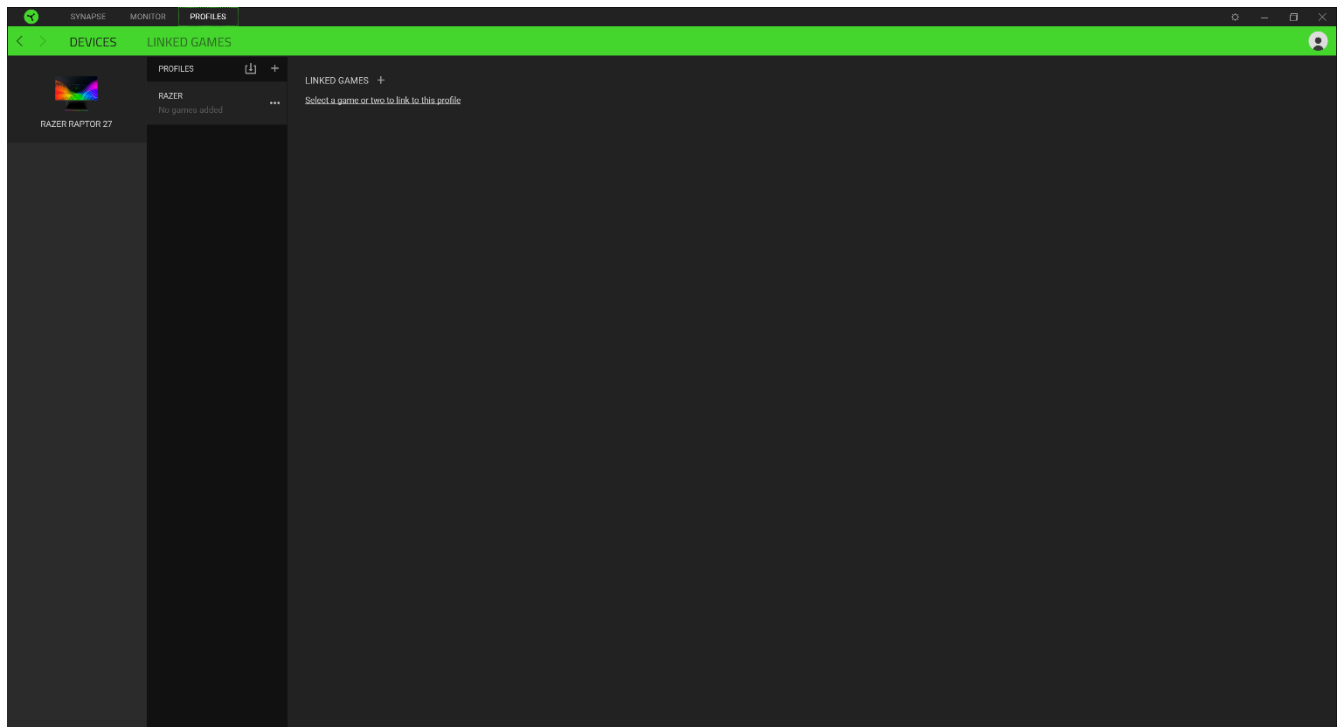 SYNAPSE MONITOR PROFILES
DEVICES LINKED GAMES
RAZER RAPTOR 27
PROFILES
RAZER
No games added
LINKED GAMES
Select a game or two to link to this profile